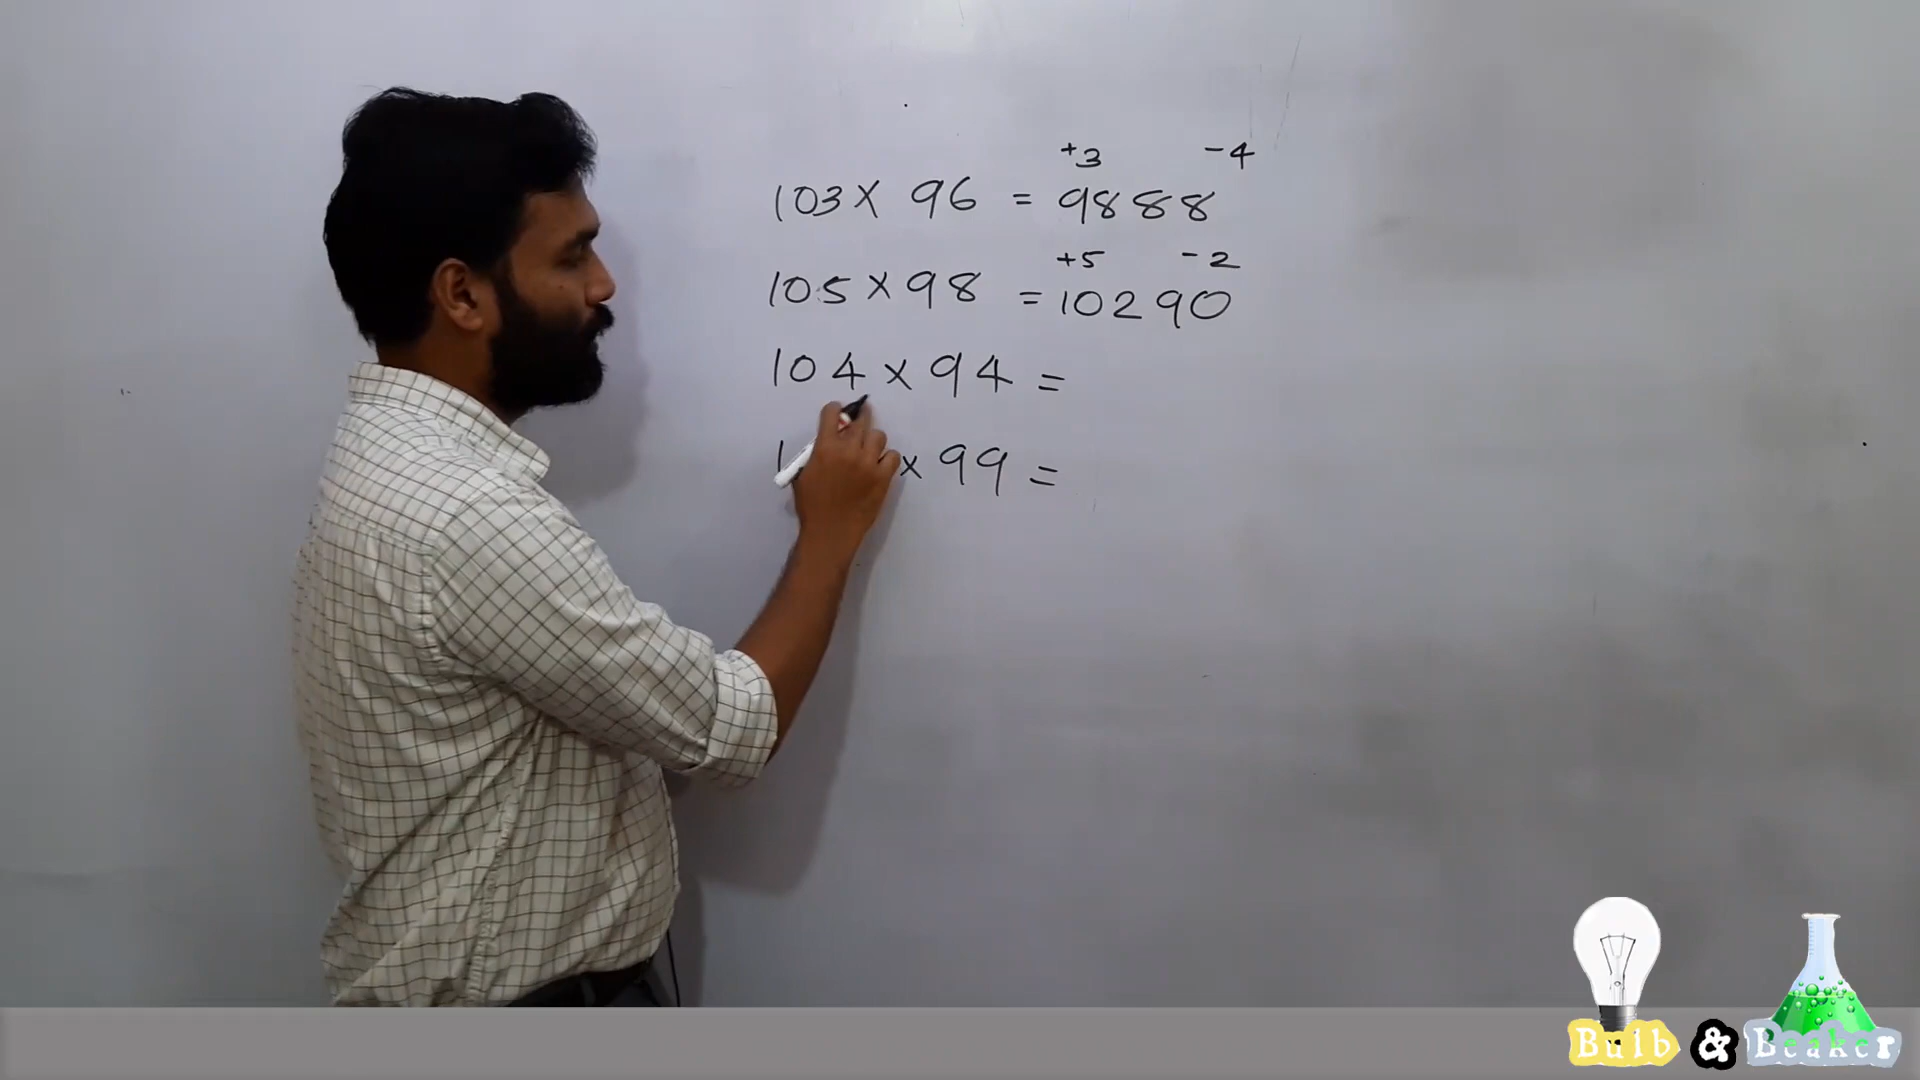 +3 -4
103 × 96 = 9888
+5 -2
105 × 98 = 10290
104 × 94 =
× 99 =
Bulb & Beaker